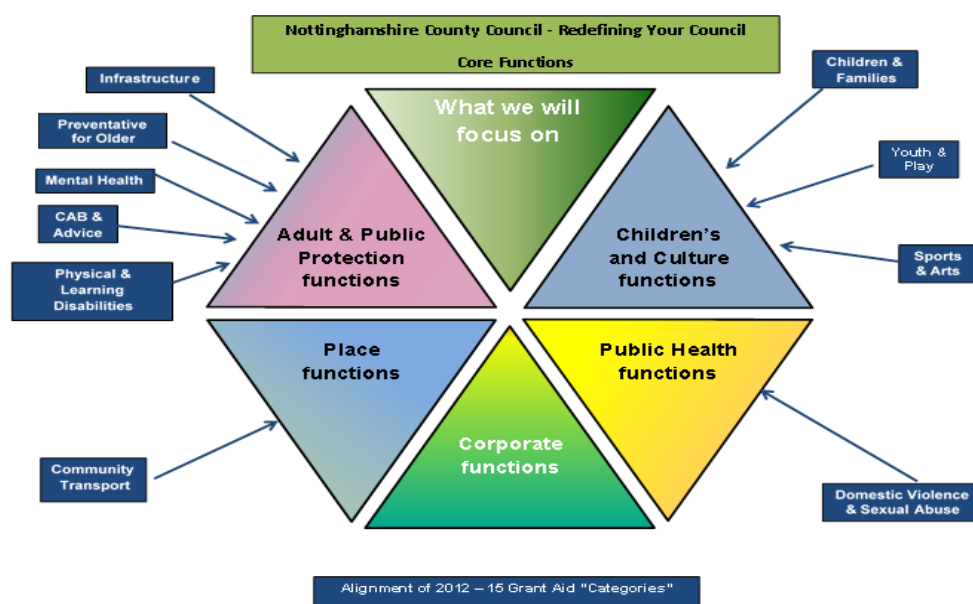 Nottinghamshire County Council - Redefining Your Council
Core Functions
Infrastructure
Preventative
for Older
Mental Health
CAB &
Advice
Physical &
Learning
Disabilities
Community
Transport
Children &
Families
Youth &
Play
Sports
& Arts
Domestic Violence
& Sexual Abuse
What we will
focus on
Adult & Public
Protection
functions
Children's
and Culture
functions
Place
functions
Public Health
functions
Corporate
functions
Alignment of 2012 – 15 Grant Aid "Categories"